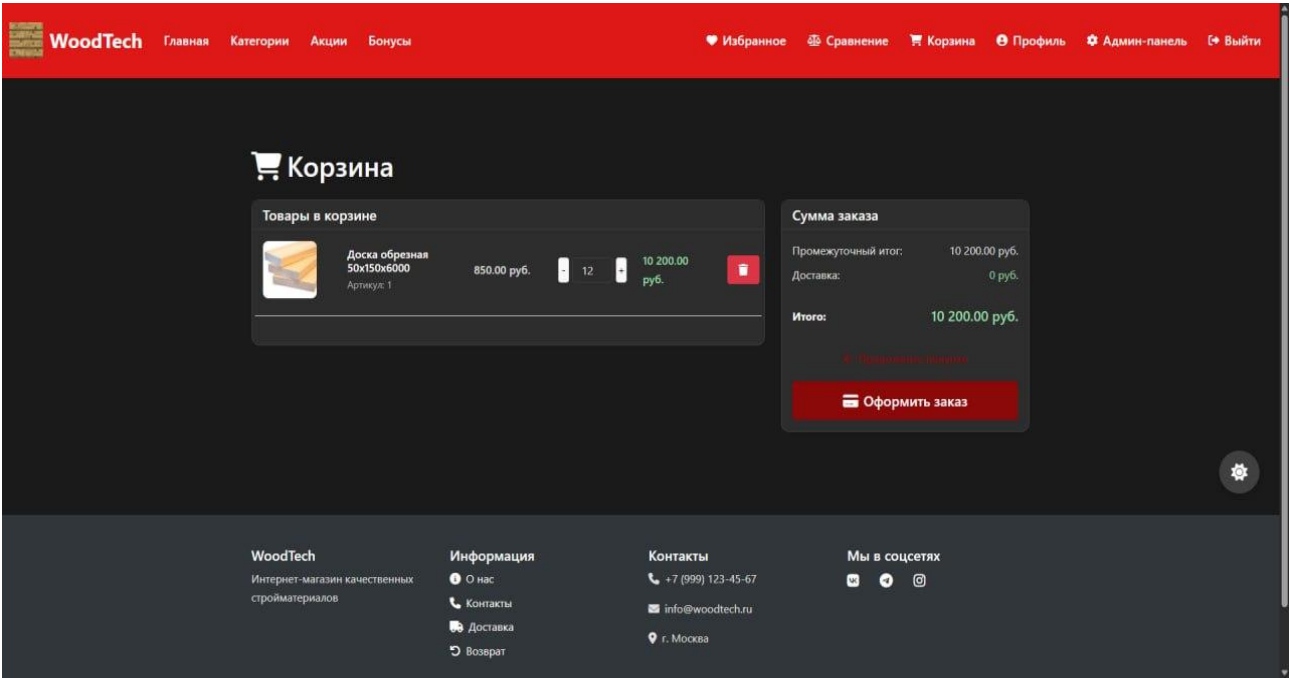 WoodTech Главная Категории Акции Бонусы Избранное Сравнение Корзина Профиль Админ-панель Выйти
Корзина
Товары в корзине
Доска обрезная
50x150x6000
Артикул: 1
850.00 руб.
- 12 +
10 200.00
руб.
Сумма заказа
Промежуточный итог: 10 200.00 руб.
Доставка: 0 руб.
Итого: 10 200.00 руб.
Оформить заказ
WoodTech
Интернет-магазин качественных
стройматериалов
Информация
О нас
Контакты
Доставка
Возврат
Контакты
+7 (999) 123-45-67
info@woodtech.ru
г. Москва
Мы в соцсетях